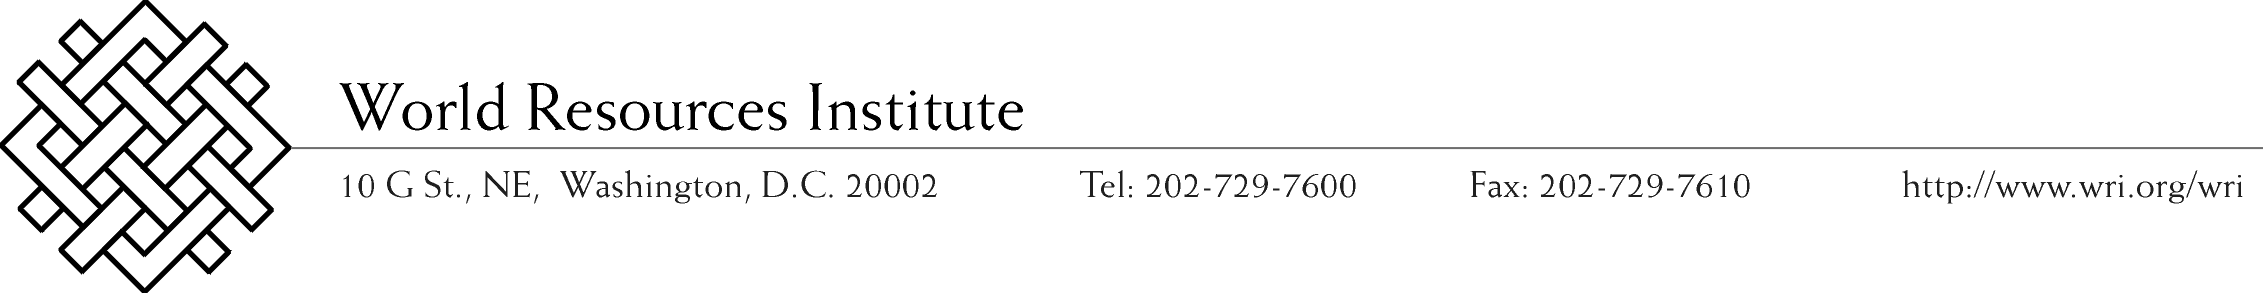 World Resources Institute
10 G St., NE, Washington, D.C. 20002 Tel: 202-729-7600 Fax: 202-729-7610 http://www.wri.org/wri